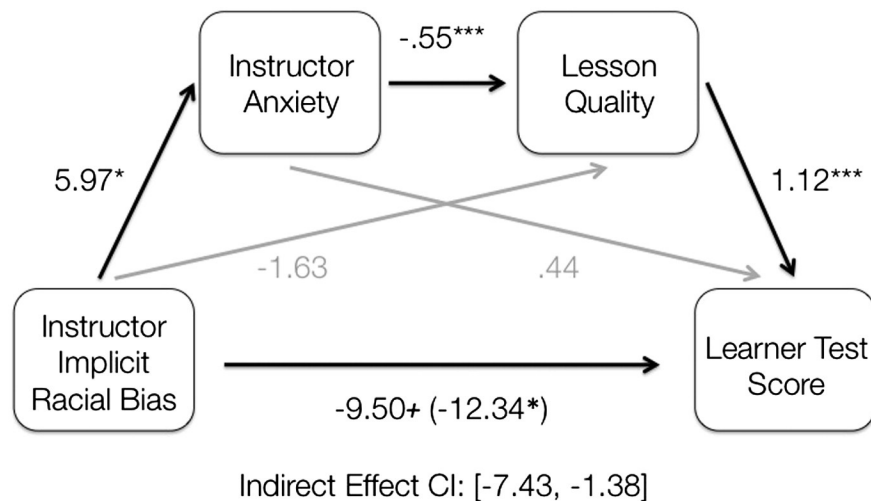 -.55***
Instructor
Anxiety
Lesson
Quality
5.97*
1.12***
-1.63
.44
Instructor
Implicit
Racial Bias
Learner Test
Score
-9.50+ (-12.34*)
Indirect Effect CI: [-7.43, -1.38]